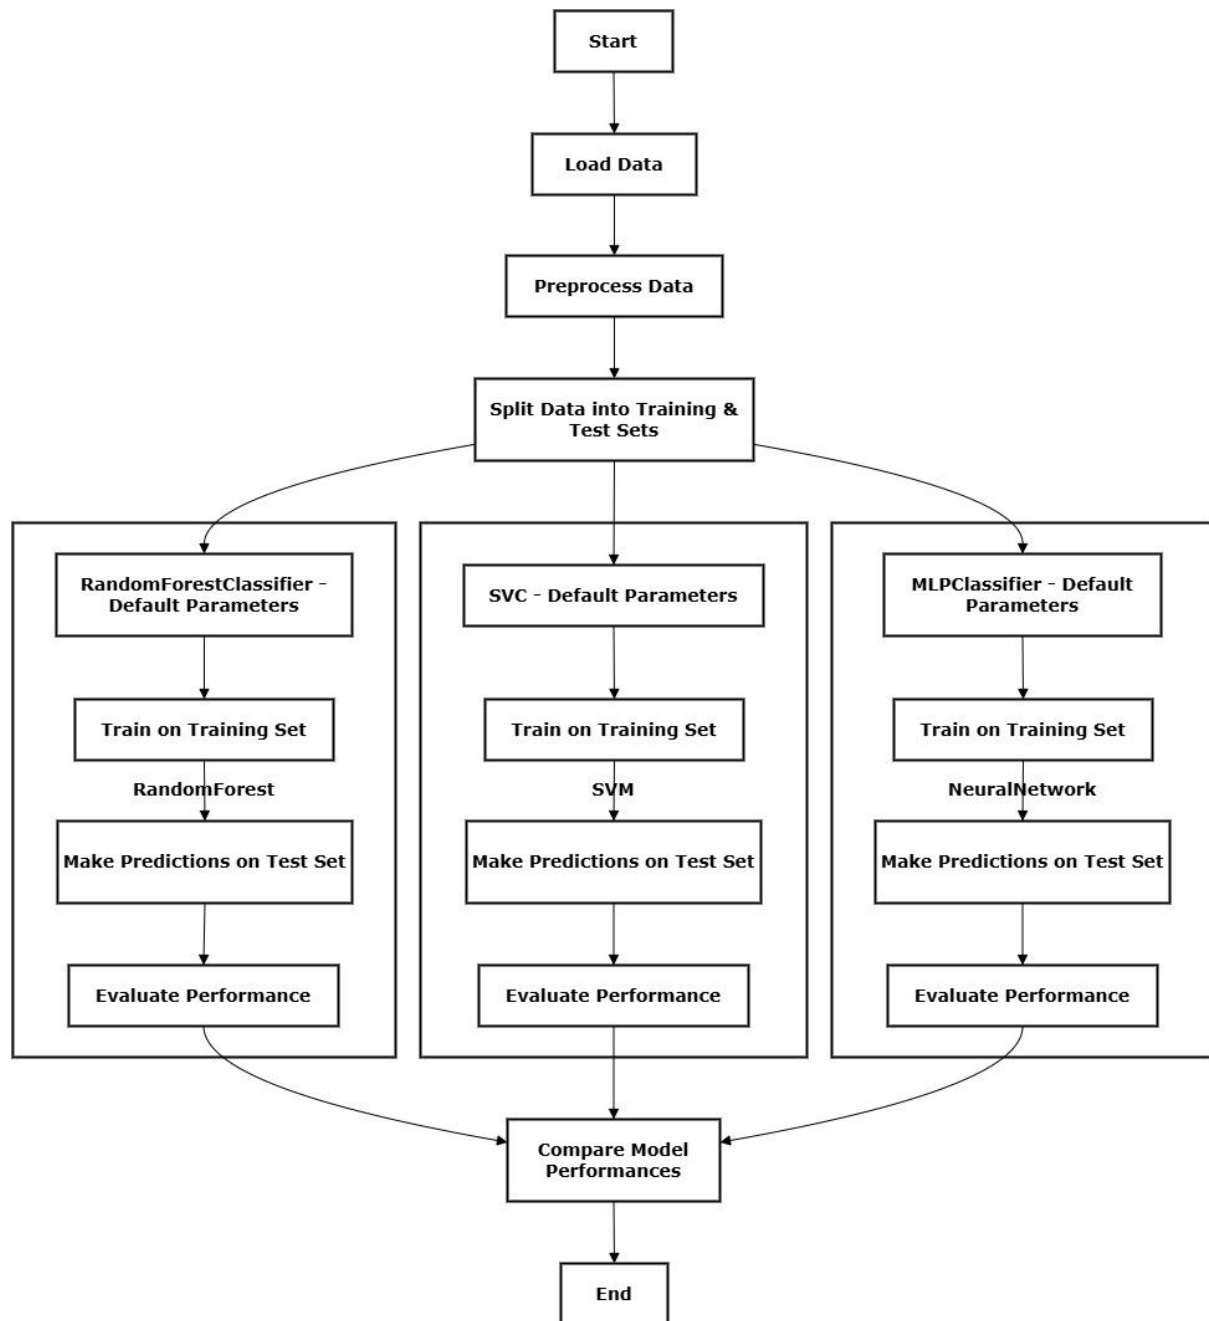 Start
Load Data
Preprocess Data
Split Data into Training &
Test Sets
RandomForestClassifier -
Default Parameters
Train on Training Set
RandomForest
Make Predictions on Test Set
Evaluate Performance
SVC - Default Parameters
Train on Training Set
SVM
Make Predictions on Test Set
Evaluate Performance
MLPClassifier - Default
Parameters
Train on Training Set
NeuralNetwork
Make Predictions on Test Set
Evaluate Performance
Compare Model
Performances
End